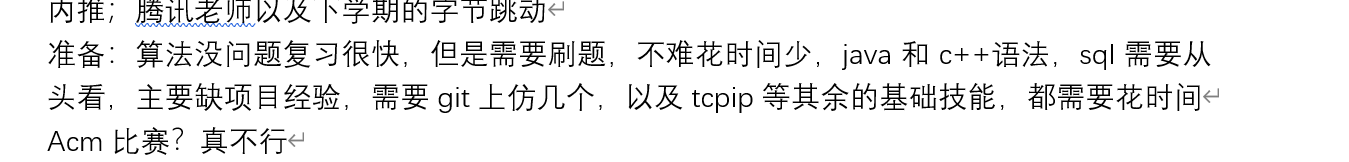 内推；腾讯老师以及下学期的字节跳动
准备：算法没问题复习很快，但是需要刷题，不难花时间少，java 和 c++语法，sql 需要从
头看，主要缺项目经验，需要 git 上仿几个，以及 tcpip 等其余的基础技能，都需要花时间
Acm 比赛？真不行